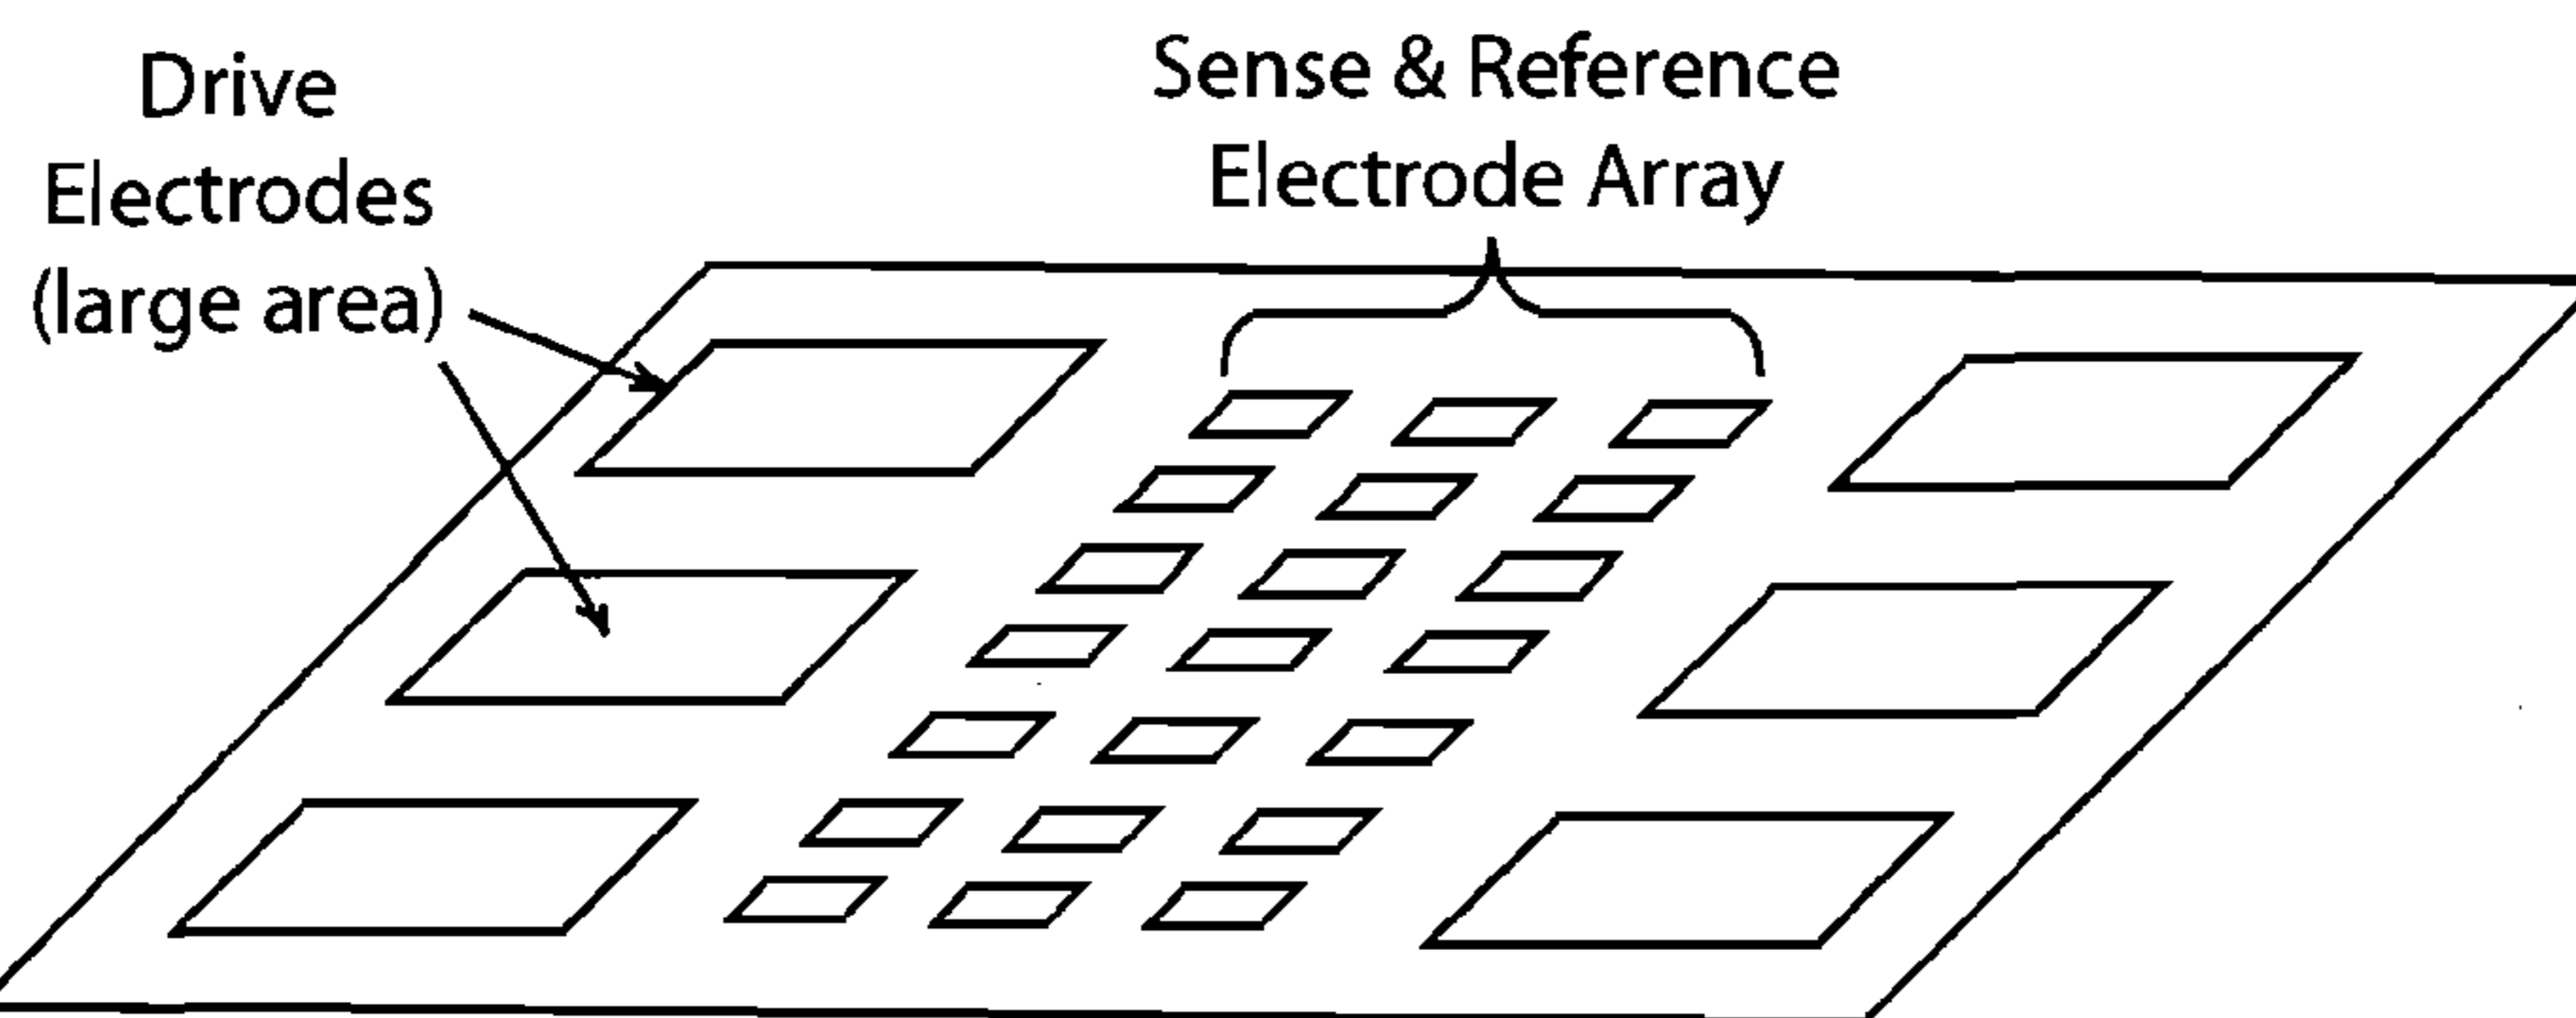 Drive
Electrodes
(large area)
Sense & Reference
Electrode Array